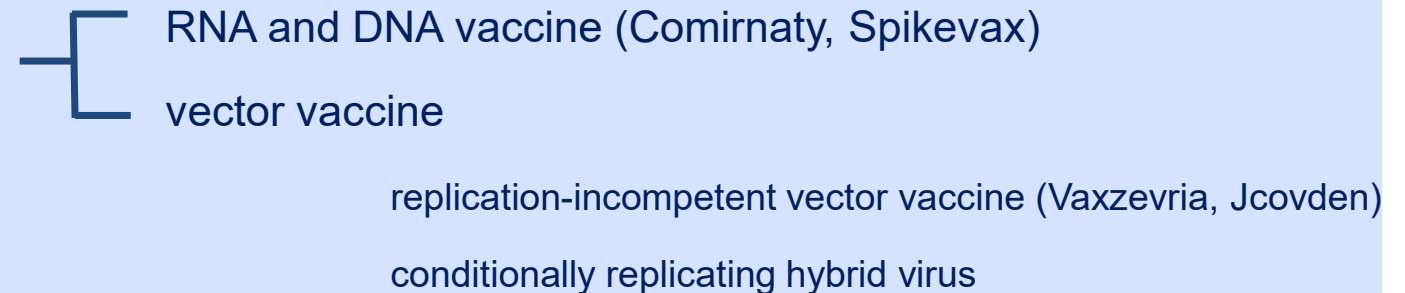 RNA and DNA vaccine (Comirnaty, Spikevax)
vector vaccine
replication-incompetent vector vaccine (Vaxzevria, Jcovden)
conditionally replicating hybrid virus